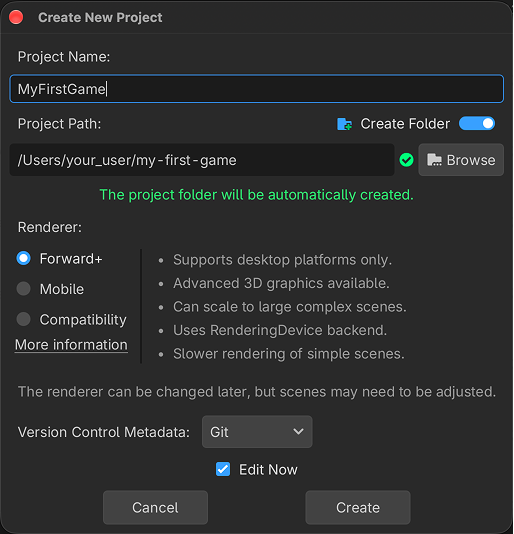 Create New Project
Project Name:
MyFirstGame
Project Path:
Create Folder
/Users/your_user/my-first-game
Browse
The project folder will be automatically created.
Renderer:
Forward+
Mobile
Compatibility
More information
• Supports desktop platforms only.
• Advanced 3D graphics available.
• Can scale to large complex scenes.
• Uses RenderingDevice backend.
• Slower rendering of simple scenes.
The renderer can be changed later, but scenes may need to be adjusted.
Version Control Metadata: Git
Edit Now
Cancel
Create